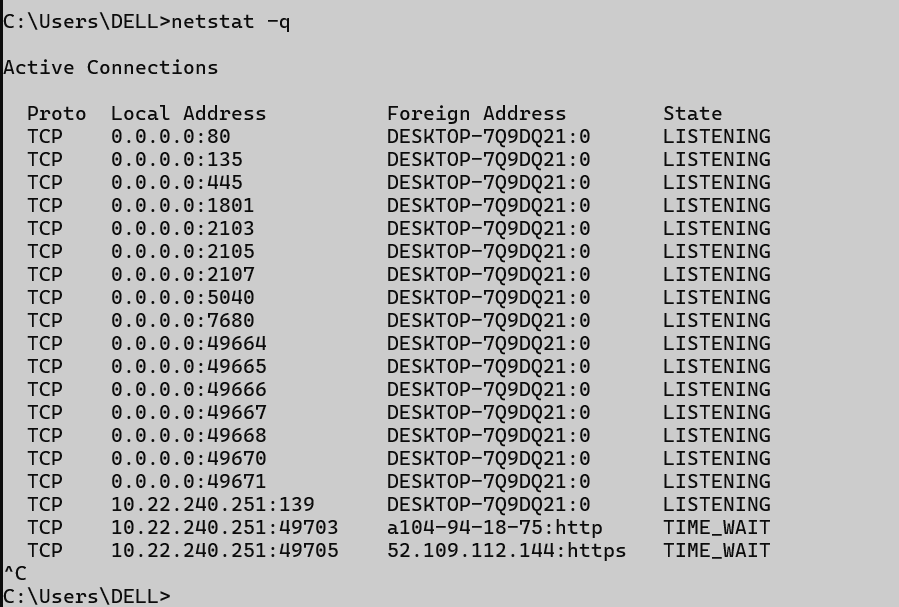 C:\Users\DELL>netstat -q
Active Connections
Proto Local Address Foreign Address State
TCP 0.0.0.0:80 DESKTOP-7Q9DQ21:0 LISTENING
TCP 0.0.0.0:135 DESKTOP-7Q9DQ21:0 LISTENING
TCP 0.0.0.0:445 DESKTOP-7Q9DQ21:0 LISTENING
TCP 0.0.0.0:1801 DESKTOP-7Q9DQ21:0 LISTENING
TCP 0.0.0.0:2103 DESKTOP-7Q9DQ21:0 LISTENING
TCP 0.0.0.0:2105 DESKTOP-7Q9DQ21:0 LISTENING
TCP 0.0.0.0:2107 DESKTOP-7Q9DQ21:0 LISTENING
TCP 0.0.0.0:5040 DESKTOP-7Q9DQ21:0 LISTENING
TCP 0.0.0.0:7680 DESKTOP-7Q9DQ21:0 LISTENING
TCP 0.0.0.0:49664 DESKTOP-7Q9DQ21:0 LISTENING
TCP 0.0.0.0:49665 DESKTOP-7Q9DQ21:0 LISTENING
TCP 0.0.0.0:49666 DESKTOP-7Q9DQ21:0 LISTENING
TCP 0.0.0.0:49667 DESKTOP-7Q9DQ21:0 LISTENING
TCP 0.0.0.0:49668 DESKTOP-7Q9DQ21:0 LISTENING
TCP 0.0.0.0:49670 DESKTOP-7Q9DQ21:0 LISTENING
TCP 0.0.0.0:49671 DESKTOP-7Q9DQ21:0 LISTENING
TCP 10.22.240.251:139 DESKTOP-7Q9DQ21:0 LISTENING
TCP 10.22.240.251:49703 a104-94-18-75:http TIME_WAIT
TCP 10.22.240.251:49705 52.109.112.144:https TIME_WAIT
^C
C:\Users\DELL>